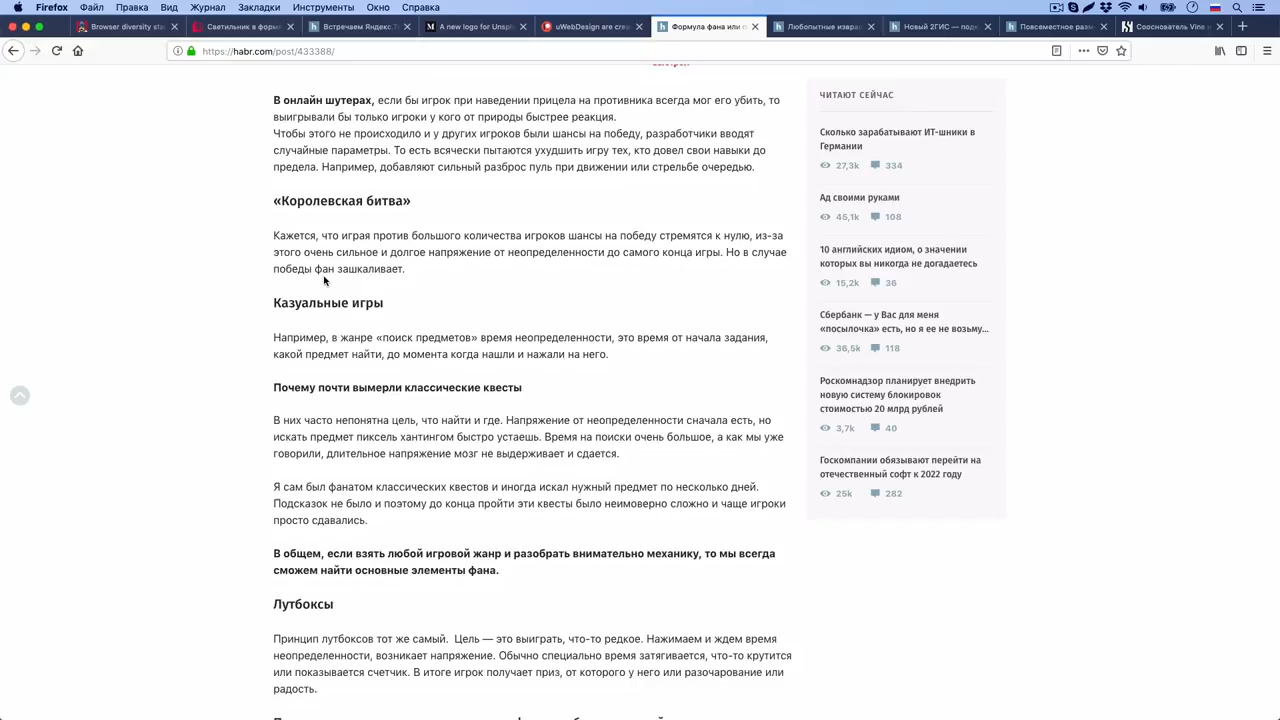 Firefox Файл Правка Вид Журнал Закладки Инструменты Окно Справка
Browser diversity sta
Светильник в форме
Встречаем Яндекс.Т
A new logo for Unspl
uWebDesign are cre
Формула фана или п
Любопытные извра
Новый 2ГИС — под
Повсеместное разм
Сооснователь Vine
https://habr.com/post/433388/
В онлайн шутерах, если бы игрок при наведении прицела на противника всегда мог его убить, то
выигрывали бы только игроки у кого от природы быстрее реакция.
Чтобы этого не происходило и у других игроков были шансы на победу, разработчики вводят
случайные параметры. То есть всячески пытаются ухудшить игру тех, кто довел свои навыки до
предела. Например, добавляют сильный разброс пуль при движении или стрельбе очередью.
«Королевская битва»
Кажется, что играя против большого количества игроков шансы на победу стремятся к нулю, из-за
этого очень сильное и долгое напряжение от неопределенности до самого конца игры. Но в случае
победы фан зашкаливает.
Казуальные игры
Например, в жанре «поиск предметов» время неопределенности, это время от начала задания,
какой предмет найти, до момента когда нашли и нажали на него.
Почему почти вымерли классические квесты
В них часто непонятна цель, что найти и где. Напряжение от неопределенности сначала есть, но
искать предмет пиксель хантингом быстро устаешь. Время на поиски очень большое, а как мы уже
говорили, длительное напряжение мозг не выдерживает и сдается.
Я сам был фанатом классических квестов и иногда искал нужный предмет по несколько дней.
Подсказок не было и поэтому до конца пройти эти квесты было неимоверно сложно и чаще игроки
просто сдавались.
В общем, если взять любой игровой жанр и разобрать внимательно механику, то мы всегда
сможем найти основные элементы фана.
Лутбоксы
Принцип лутбоксов тот же самый. Цель — это выиграть, что-то редкое. Нажимаем и ждем время
неопределенности, возникает напряжение. Обычно специально время затягивается, что-то крутится
или показывается счетчик. В итоге игрок получает приз, от которого у него или разочарование или
радость.
ЧИТАЮТ СЕЙЧАС
Сколько зарабатывают ИТ-шники в
Германии
27,3k 334
Ад своими руками
45,1k 108
10 английских идиом, о значении
которых вы никогда не догадаетесь
15,2k 36
Сбербанк — у Вас для меня
«посылочка» есть, но я ее не возьму...
36,5k 118
Роскомнадзор планирует внедрить
новую систему блокировок
стоимостью 20 млрд рублей
3,7k 40
Госкомпании обязывают перейти на
отечественный софт к 2022 году
25k 282